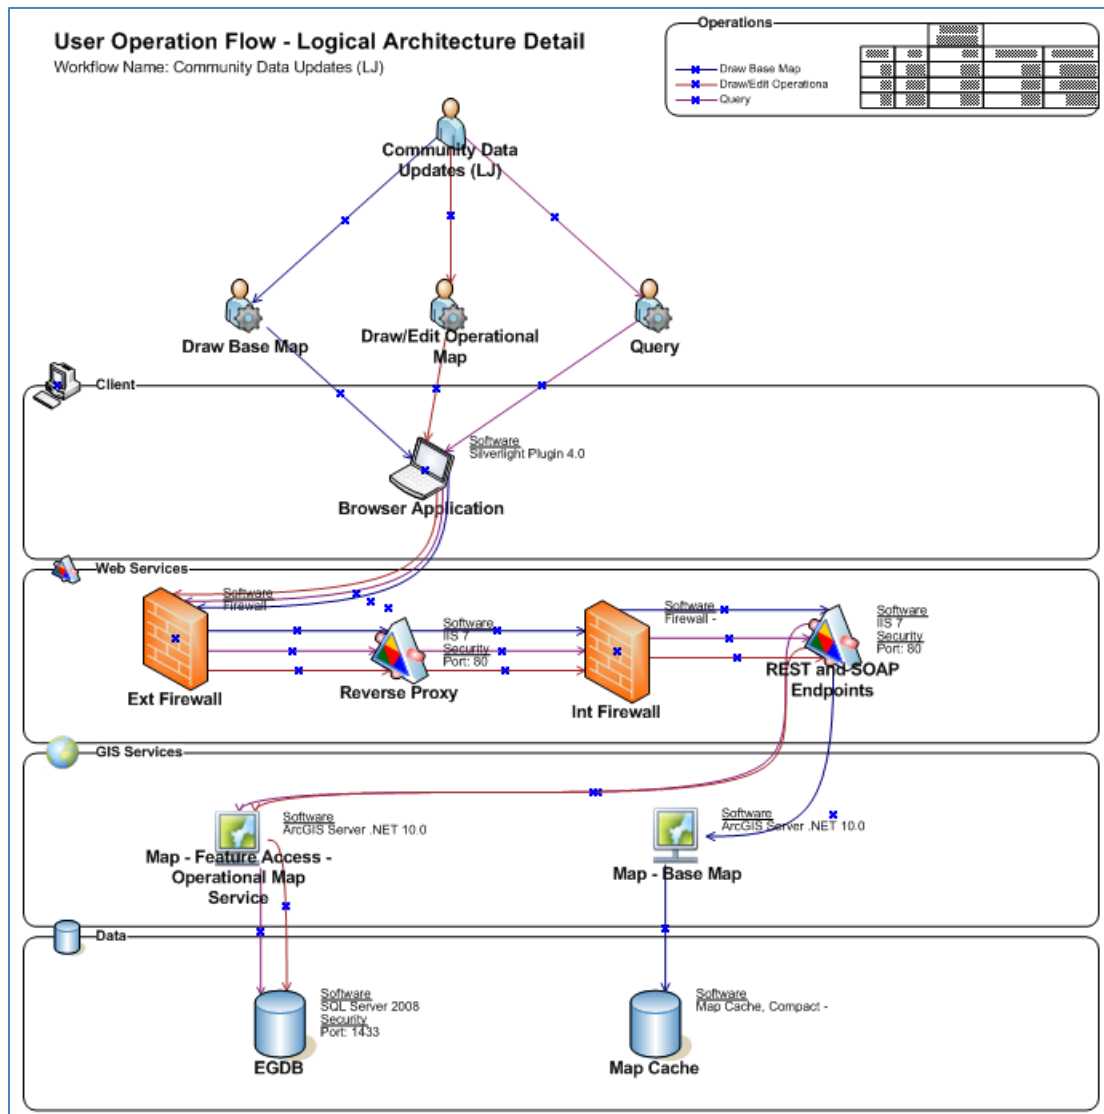 User Operation Flow - Logical Architecture Detail
Workflow Name: Community Data Updates (LJ)
Operations
Draw Base Map
Draw/Edit Operationa
Query
Community Data
Updates (LJ)
Draw Base Map
Draw/Edit Operational
Map
Query
Client
Software
Silverlight Plugin 4.0
Browser Application
Web Services
Software
Firewall
Ext Firewall
Software
IIS 7
Security
Port: 80
Reverse Proxy
Software
Firewall -
Int Firewall
Software
IIS 7
Security
Port: 80
REST and SOAP
Endpoints
GIS Services
Software
ArcGIS Server .NET 10.0
Map - Feature Access -
Operational Map
Service
Software
ArcGIS Server .NET 10.0
Map - Base Map
Data
Software
SQL Server 2008
Security
Port: 1433
EGDB
Software
Map Cache, Compact -
Map Cache